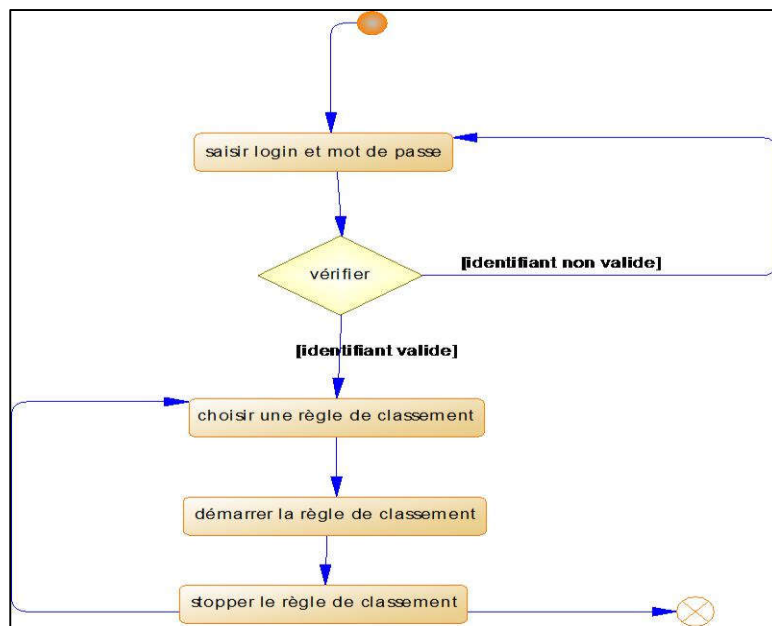 saisir login et mot de passe
vérifier
[identifiant non valide]
[identifiant valide]
choisir une règle de classement
démarrer la règle de classement
stopper le règle de classement